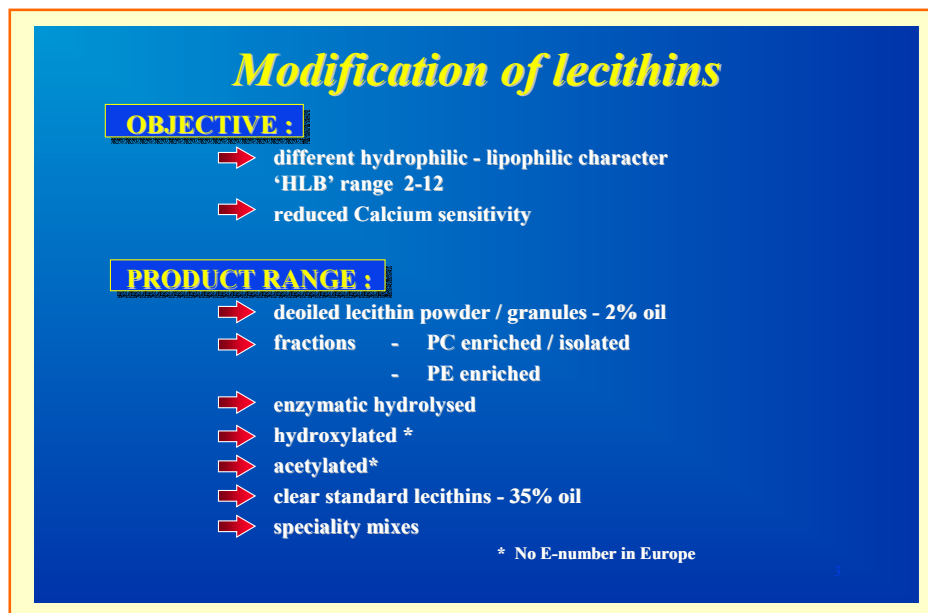 Modification of lecithins
OBJECTIVE :
different hydrophilic - lipophilic character
‘HLB’ range 2-12
reduced Calcium sensitivity
PRODUCT RANGE :
deoiled lecithin powder / granules - 2% oil
fractions - PC enriched / isolated
- PE enriched
enzymatic hydrolysed
hydroxylated *
acetylated*
clear standard lecithins - 35% oil
speciality mixes
* No E-number in Europe
3